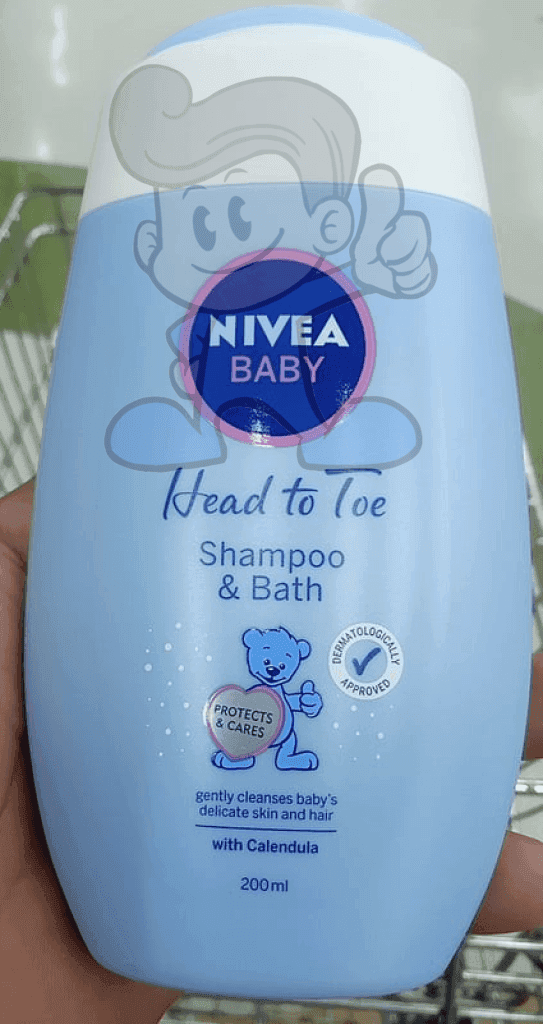 NIVEA
BABY
Head to Toe
Shampoo
& Bath
DERMATOLOGICALLY
APPROVED
PROTECTS
& CARES
gently cleanses baby's
delicate skin and hair
with Calendula
200ml